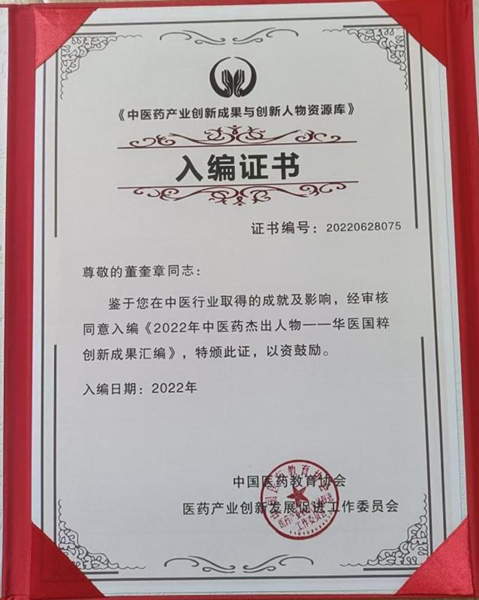 《中医药产业创新成果与创新人物资源库》
入编证书
证书编号：20220628075
尊敬的董奎章同志：
鉴于您在中医行业取得的成就及影响，经审核
同意入编《2022年中医药杰出人物——华医国粹
创新成果汇编》，特颁此证，以资鼓励。
入编日期：2022年
中国医药教育协会
医药产业创新发展促进工作委员会